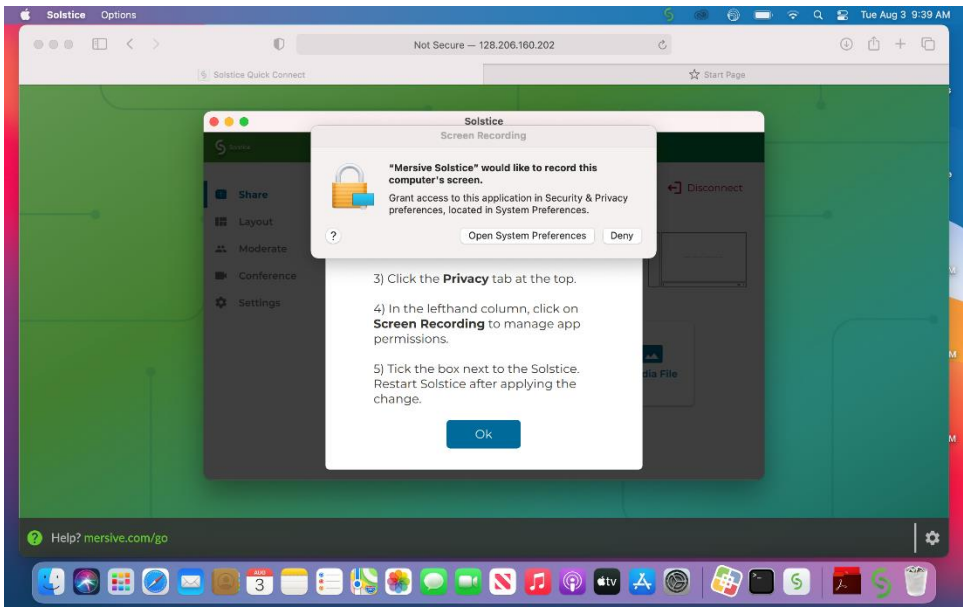 Solstice Options
Tue Aug 3 9:39 AM
Not Secure — 128.206.160.202
Solstice Quick Connect
Start Page
Solstice
Screen Recording
"Mersive Solstice" would like to record this
computer's screen.
Grant access to this application in Security & Privacy
preferences, located in System Preferences.
?
Open System Preferences
Deny
Share
Layout
Moderate
Conference
Settings
Disconnect
3) Click the Privacy tab at the top.
4) In the lefthand column, click on
Screen Recording to manage app
permissions.
5) Tick the box next to the Solstice.
Restart Solstice after applying the
change.
Ok
dia File
? Help? mersive.com/go
AUG
3
tv